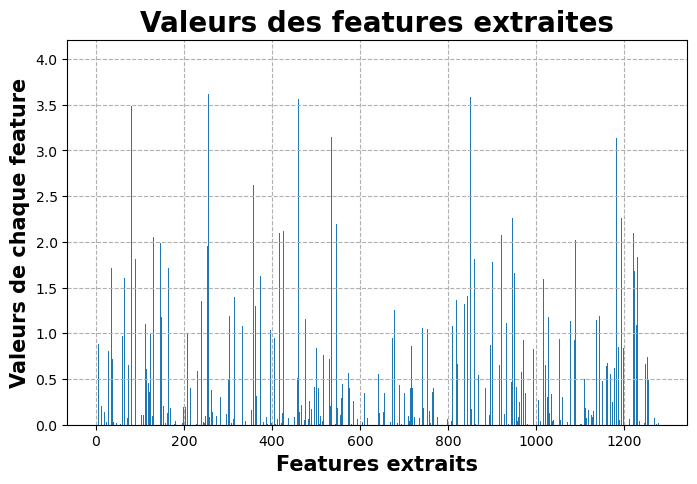 Valeurs des features extraites
Valeurs de chaque feature
4.0
3.5
3.0
2.5
2.0
1.5
1.0
0.5
0.0
0 200 400 600 800 1000 1200
Features extraits